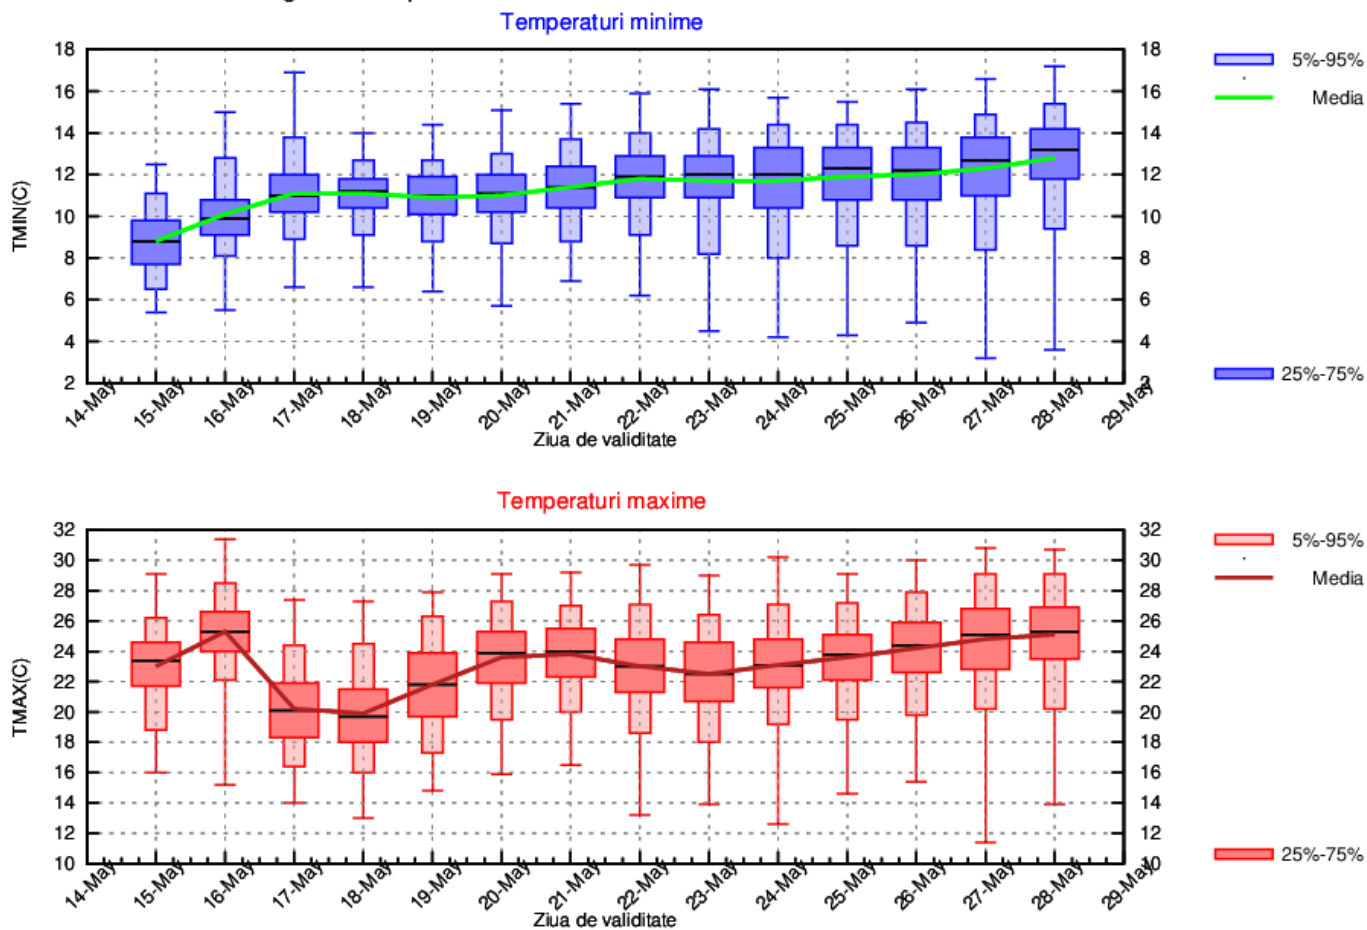 Temperaturi minime
TMIN(C)
18
16
14
12
10
8
6
4
2
18
16
14
12
10
8
6
4
2
14-May
15-May
16-May
17-May
18-May
19-May
20-May
21-May
22-May
23-May
24-May
25-May
26-May
27-May
28-May
29-May
Ziua de validitate
5%-95%
Media
25%-75%
Temperaturi maxime
TMAX(C)
32
30
28
26
24
22
20
18
16
14
12
10
32
30
28
26
24
22
20
18
16
14
12
10
14-May
15-May
16-May
17-May
18-May
19-May
20-May
21-May
22-May
23-May
24-May
25-May
26-May
27-May
28-May
29-May
Ziua de validitate
5%-95%
Media
25%-75%